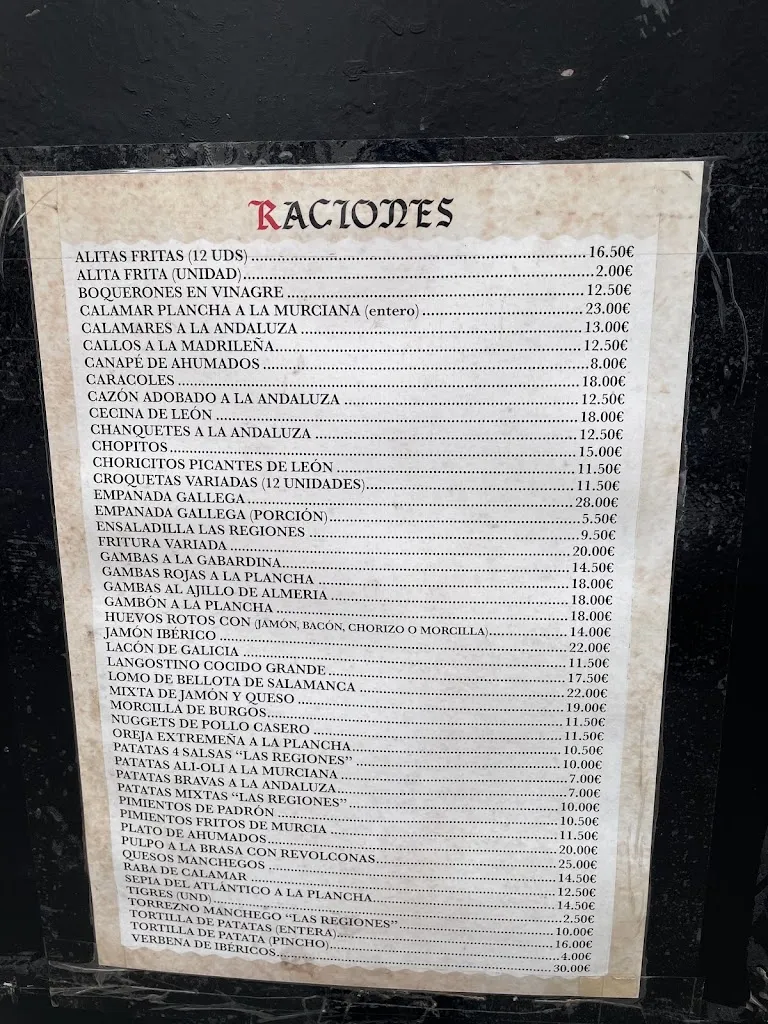 RACIONES
ALITAS FRITAS (12 UDS) 16.50€
ALITA FRITA (UNIDAD) 2.00€
BOQUERONES EN VINAGRE 12.50€
CALAMAR PLANCHA A LA MURCIANA (entero) 23.00€
CALAMARES A LA ANDALUZA 13.00€
CALLOS A LA MADRILEÑA 12.50€
CANAPÉ DE AHUMADOS 8.00€
CARACOLES 18.00€
CAZÓN ADOBADO A LA ANDALUZA 12.50€
CECINA DE LEÓN 18.00€
CHANQUETES A LA ANDALUZA 12.50€
CHOPITOS 15.00€
CHORICITOS PICANTES DE LEÓN 11.50€
CROQUETAS VARIADAS (12 UNIDADES) 11.50€
EMPANADA GALLEGA 28.00€
EMPANADA GALLEGA (PORCIÓN) 5.50€
ENSALADILLA LAS REGIONES 9.50€
FRITURA VARIADA 20.00€
GAMBAS A LA GABARDINA 14.50€
GAMBAS ROJAS A LA PLANCHA 18.00€
GAMBAS AL AJILLO DE ALMERIA 18.00€
GAMBÓN A LA PLANCHA 18.00€
HUEVOS ROTOS CON (JAMÓN, BACÓN, CHORIZO O MORCILLA) 14.00€
JAMÓN IBÉRICO 22.00€
LACÓN DE GALICIA 11.50€
LANGOSTINO COCIDO GRANDE 17.50€
LOMO DE BELLOTA DE SALAMANCA 22.00€
MIXTA DE JAMÓN Y QUESO 19.00€
MORCILLA DE BURGOS 11.50€
NUGGETS DE POLLO CASERO 11.50€
OREJA EXTREMEÑA A LA PLANCHA 10.50€
PATATAS 4 SALSAS “LAS REGIONES” 10.00€
PATATAS ALI-OLI A LA MURCIANA 7.00€
PATATAS BRAVAS A LA ANDALUZA 7.00€
PATATAS MIXTAS “LAS REGIONES” 10.00€
PIMIENTOS DE PADRÓN 10.50€
PIMIENTOS FRITOS DE MURCIA 11.50€
PLATO DE AHUMADOS 20.00€
PULPO A LA BRASA CON REVOLCONAS 25.00€
QUESOS MANCHEGOS 14.50€
RABA DE CALAMAR 12.50€
SEPIA DEL ATLÁNTICO A LA PLANCHA 14.50€
TIGRES (UND) 2.50€
TORREZNO MANCHEGO “LAS REGIONES” 10.00€
TORTILLA DE PATATAS (ENTERA) 16.00€
TORTILLA DE PATATA (PINCHO) 4.00€
VERBENA DE IBÉRICOS 30.00€